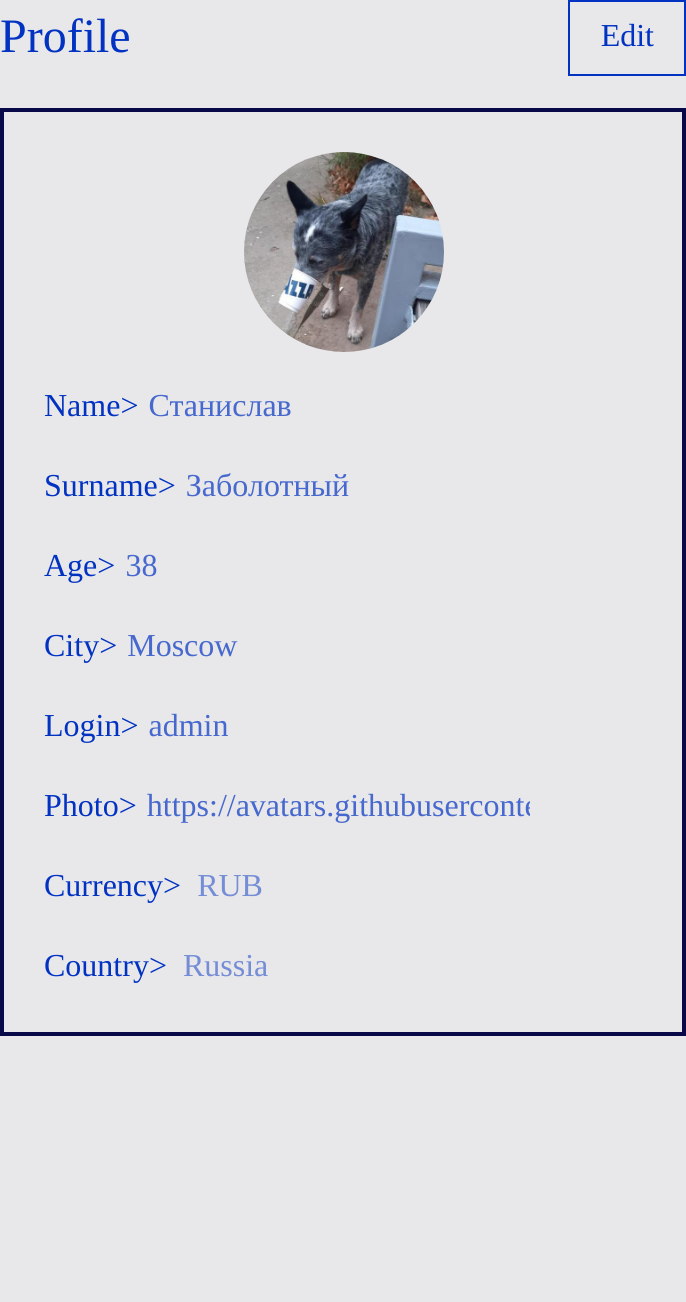 Profile
Edit
Name> Станислав
Surname> Заболотный
Age> 38
City> Moscow
Login> admin
Photo> https://avatars.githubuserconte
Currency> RUB
Country> Russia